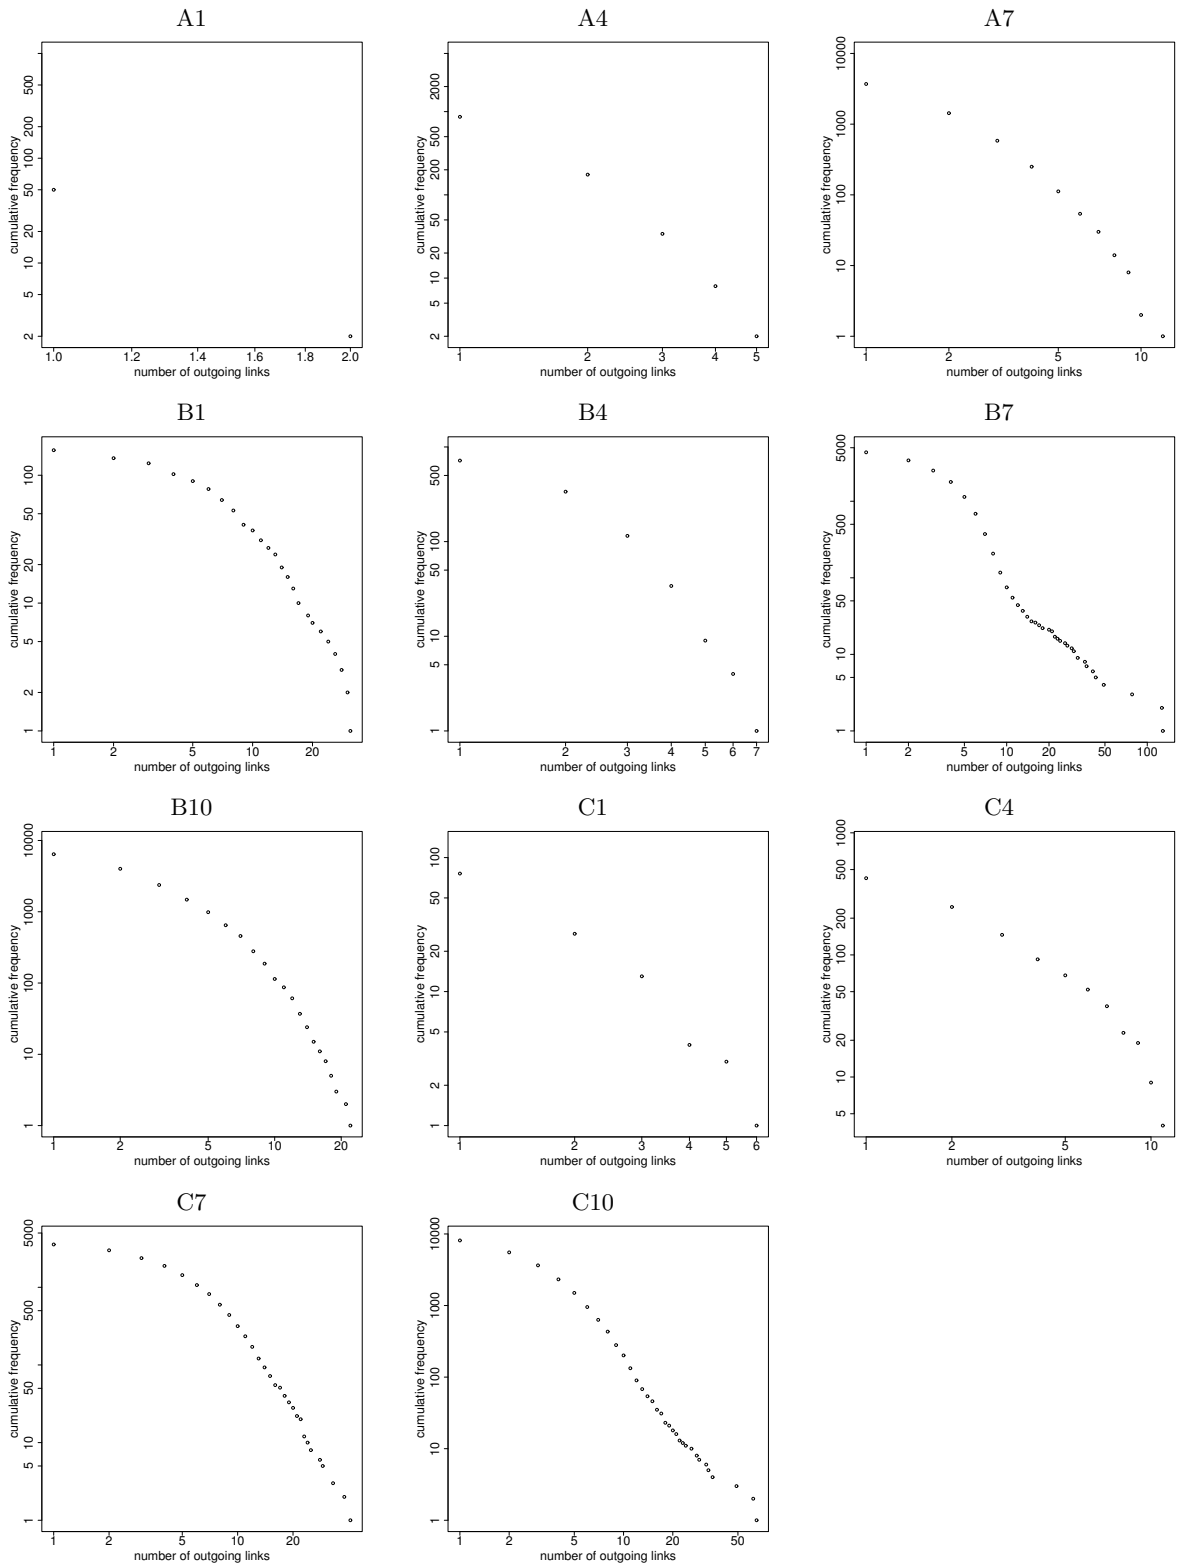 A1
A4
A7
cumulative frequency
2 5 10 20 50 100 200 500
1.0 1.2 1.4 1.6 1.8 2.0
number of outgoing links
cumulative frequency
2 5 10 20 50 200 500 2000
1 2 3 4 5
number of outgoing links
cumulative frequency
1 10 100 1000 10000
1 2 5 10
number of outgoing links
B1
B4
B7
cumulative frequency
1 2 5 10 20 50 100
1 2 5 10 20
number of outgoing links
cumulative frequency
1 5 10 50 100 500
1 2 3 4 5 6 7
number of outgoing links
cumulative frequency
1 5 10 50 500 5000
1 2 5 10 20 50 100
number of outgoing links
B10
C1
C4
cumulative frequency
1 10 100 1000 10000
1 2 5 10 20
number of outgoing links
cumulative frequency
1 2 5 10 20 50 100
1 2 3 4 5 6
number of outgoing links
cumulative frequency
5 10 20 50 100 200 500 1000
1 2 5 10
number of outgoing links
C7
C10
cumulative frequency
1 5 10 50 500 5000
1 2 5 10 20
number of outgoing links
cumulative frequency
1 10 100 1000 10000
1 2 5 10 20 50
number of outgoing links